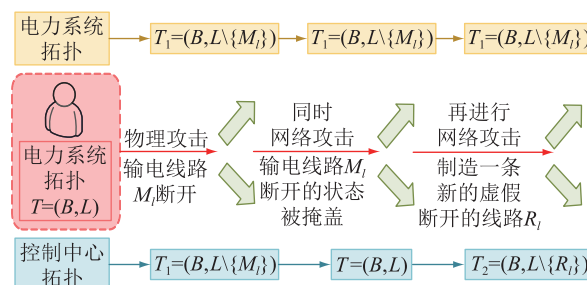 电力系统
拓扑
T₁=(B,L\{Mₗ})
T₁=(B,L\{Mₗ})
T₁=(B,L\{Mₗ})
电力系统
拓扑
T=(B,L)
物理攻击
输电线路
Mₗ断开
同时
网络攻击
输电线路Mₗ
断开的状态
被掩盖
再进行
网络攻击
制造一条
新的虚假
断开的线路Rₗ
控制中心
拓扑
T₁=(B,L\{Mₗ})
T=(B,L)
T₂=(B,L\{Rₗ})